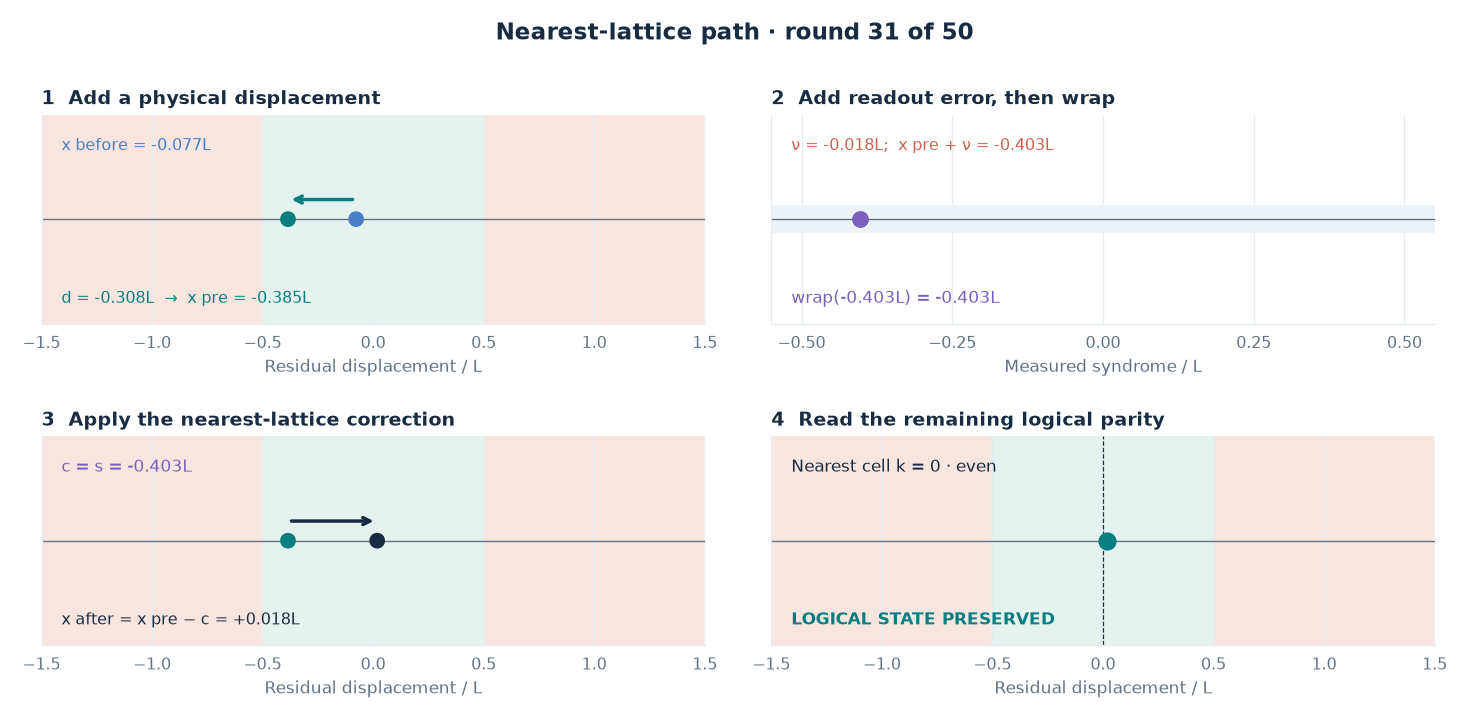 Nearest-lattice path · round 31 of 50
1 Add a physical displacement
x before = -0.077L
d = -0.308L → x pre = -0.385L
−1.5 −1.0 −0.5 0.0 0.5 1.0 1.5
Residual displacement / L
2 Add readout error, then wrap
ν = -0.018L; x pre + ν = -0.403L
wrap(-0.403L) = -0.403L
−0.50 −0.25 0.00 0.25 0.50
Measured syndrome / L
3 Apply the nearest-lattice correction
c = s = -0.403L
x after = x pre − c = +0.018L
−1.5 −1.0 −0.5 0.0 0.5 1.0 1.5
Residual displacement / L
4 Read the remaining logical parity
Nearest cell k = 0 · even
LOGICAL STATE PRESERVED
−1.5 −1.0 −0.5 0.0 0.5 1.0 1.5
Residual displacement / L